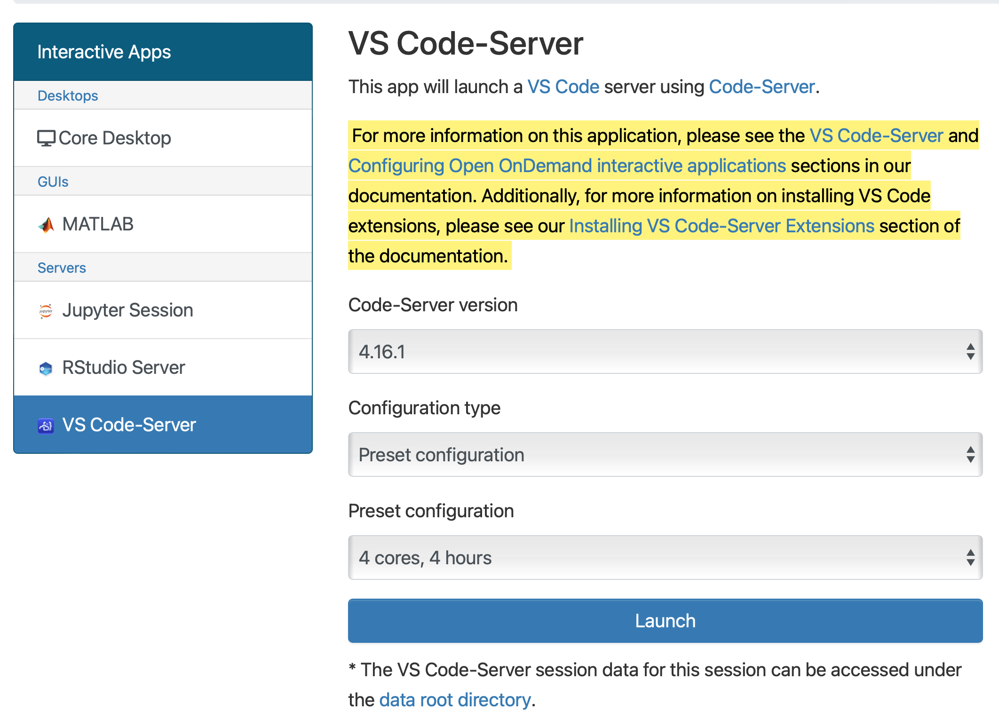 Interactive Apps
Desktops
Core Desktop
GUIs
MATLAB
Servers
jupyter
Jupyter Session
RStudio Server
VS Code-Server
VS Code-Server
This app will launch a VS Code server using Code-Server.
For more information on this application, please see the VS Code-Server and
Configuring Open OnDemand interactive applications sections in our
documentation. Additionally, for more information on installing VS Code
extensions, please see our Installing VS Code-Server Extensions section of
the documentation.
Code-Server version
4.16.1
Configuration type
Preset configuration
Preset configuration
4 cores, 4 hours
Launch
* The VS Code-Server session data for this session can be accessed under
the data root directory.